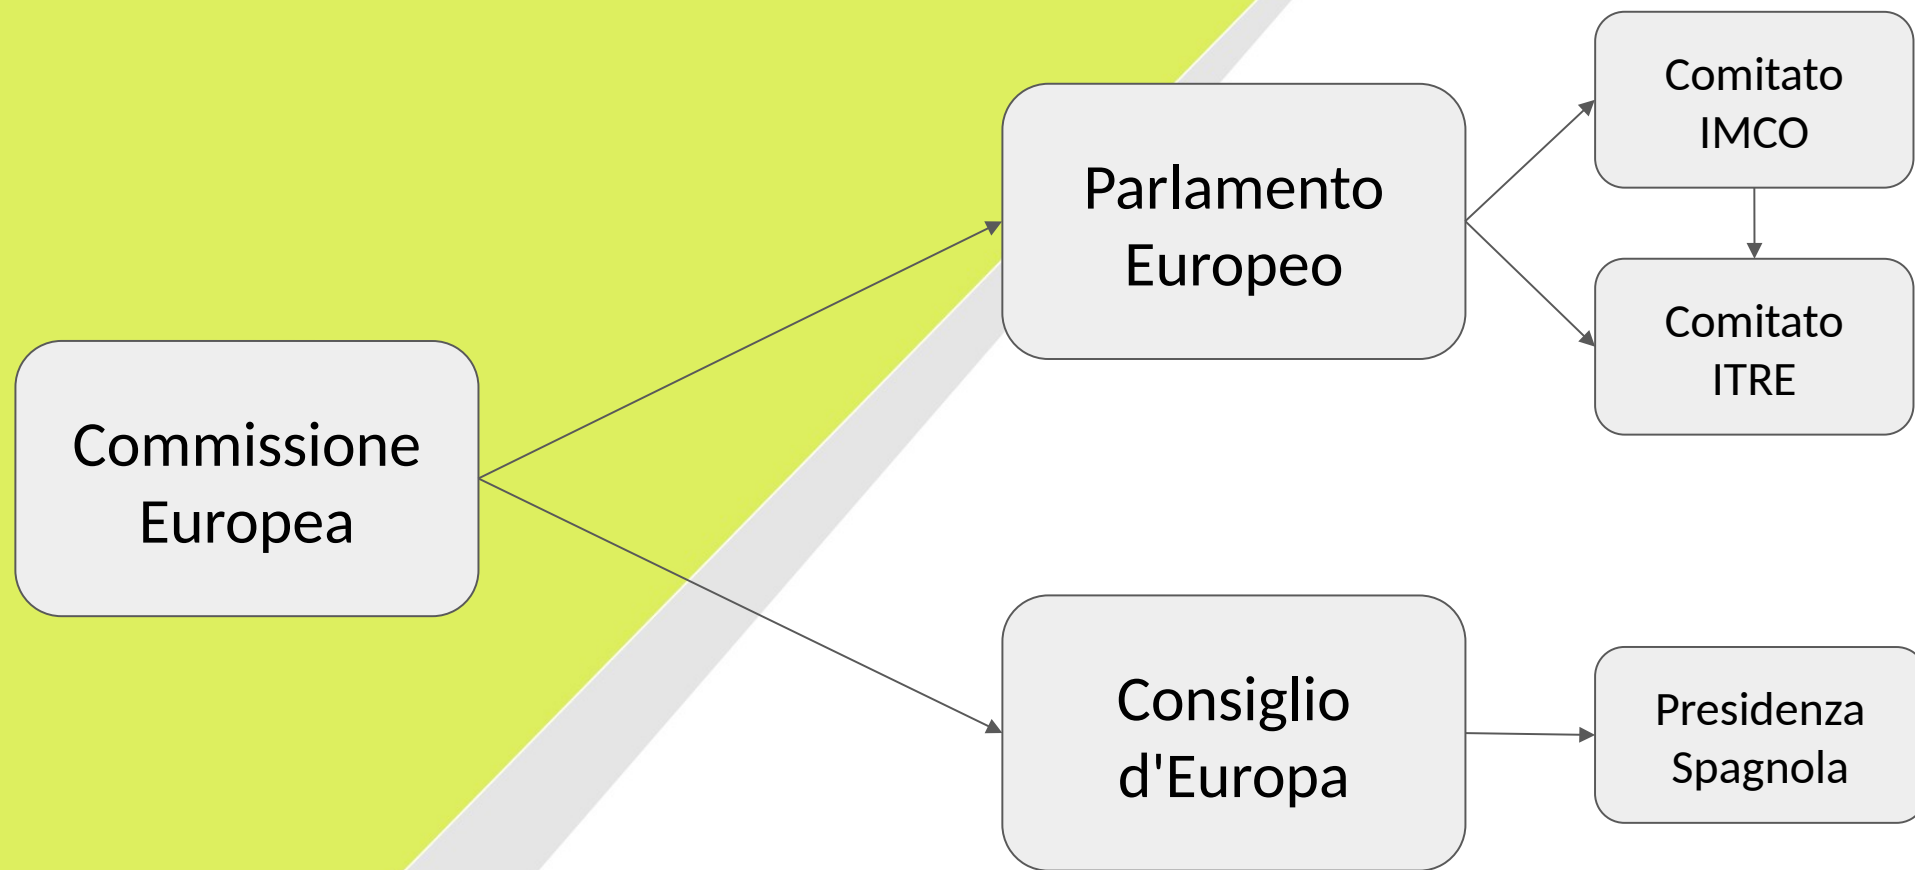 Commissione
Europea
Parlamento
Europeo
Comitato
IMCO
Comitato
ITRE
Consiglio
d'Europa
Presidenza
Spagnola